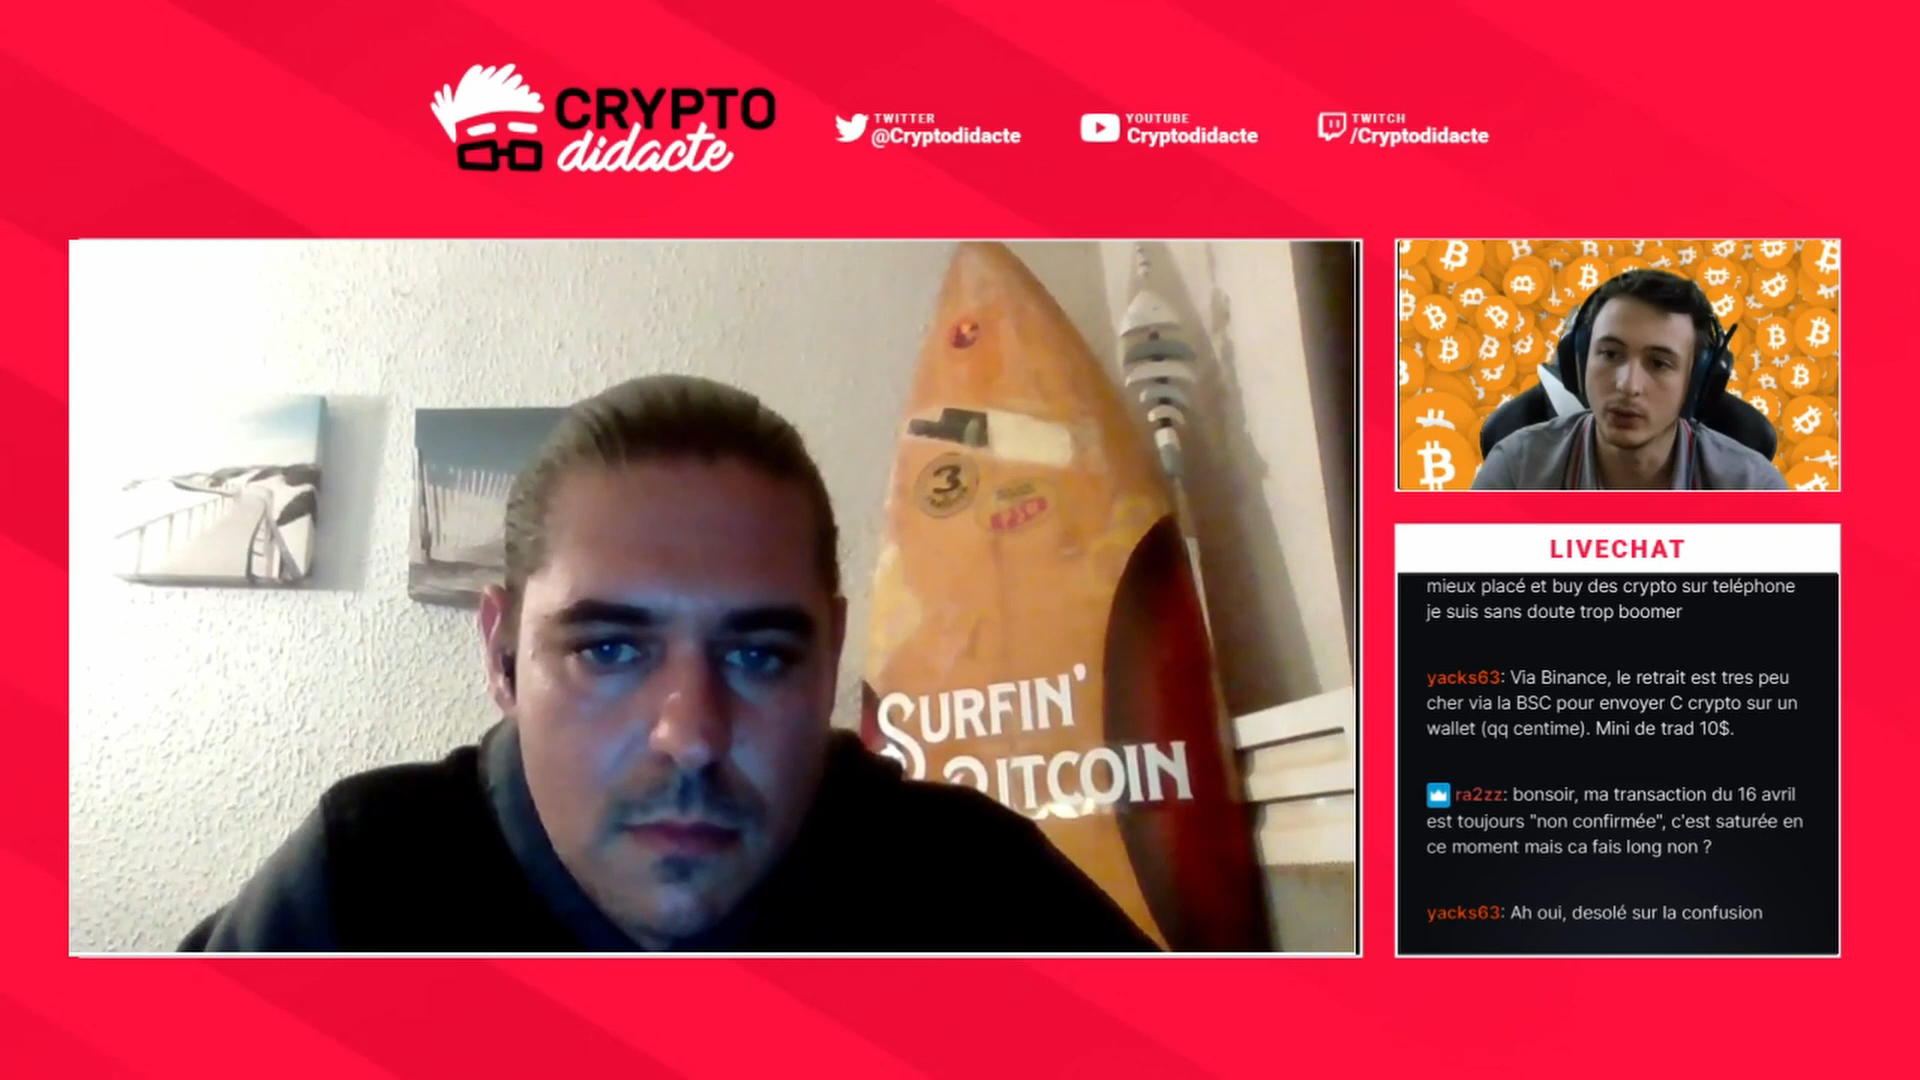 CRYPTO
didacte
TWITTER
@Cryptodidacte
YOUTUBE
Cryptodidacte
TWITCH
/Cryptodidacte
3
SURFIN'
BITCOIN
LIVECHAT
mieux placé et buy des crypto sur teléphone
je suis sans doute trop boomer
yacks63: Via Binance, le retrait est tres peu
cher via la BSC pour envoyer C crypto sur un
wallet (qq centime). Mini de trad 10$.
ra2zz: bonsoir, ma transaction du 16 avril
est toujours "non confirmée", c'est saturée en
ce moment mais ca fais long non ?
yacks63: Ah oui, desolé sur la confusion